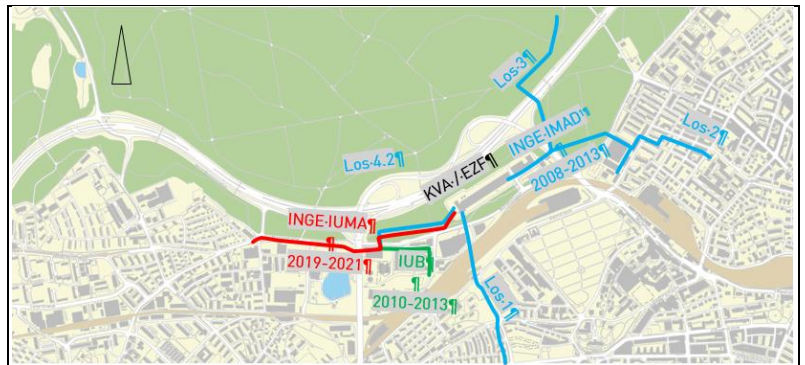 Los·3¶
INGE·IMAD¶
¶
2008-2013¶
Los·2¶
Los·4.2¶
KVA·/·EZF¶
INGE·IUMA¶
¶
2019-2021¶
IUB¶
¶
2010-2013¶
Los·1¶